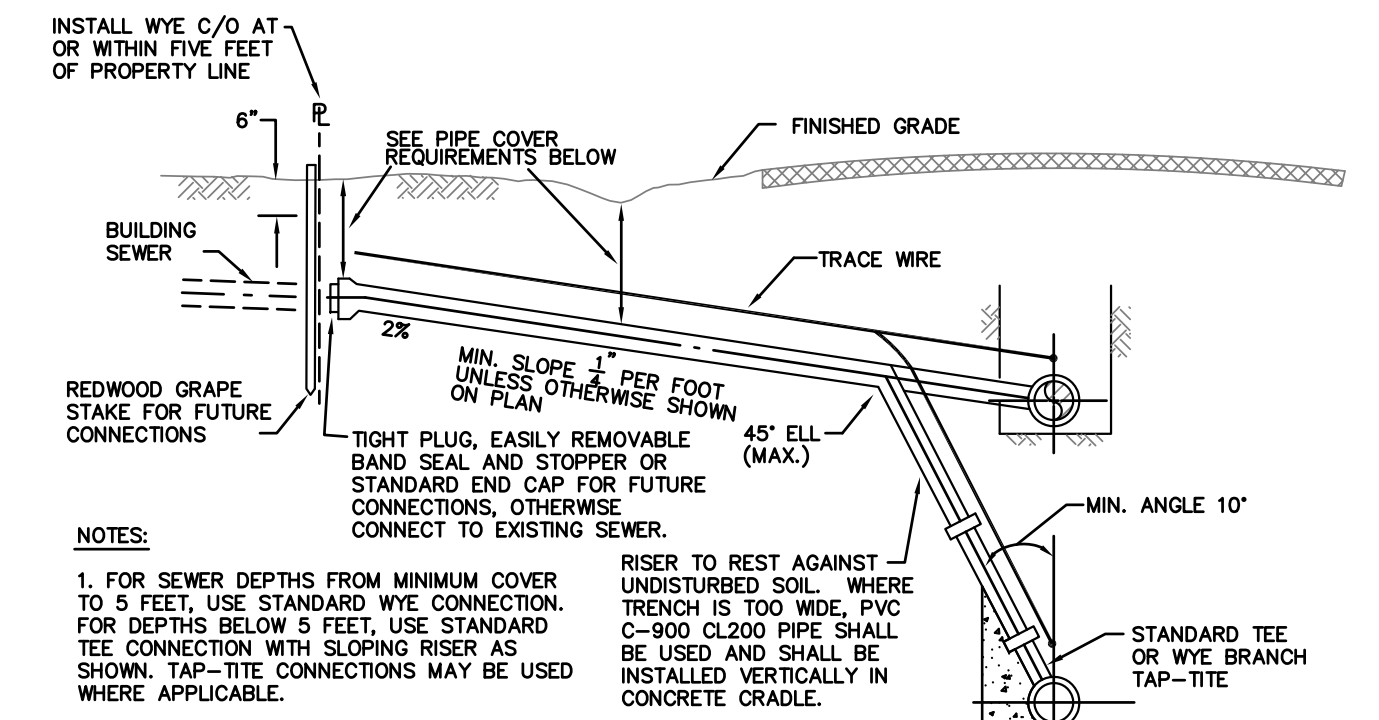 INSTALL WYE C/O AT
OR WITHIN FIVE FEET
OF PROPERTY LINE
PL
6"
SEE PIPE COVER
REQUIREMENTS BELOW
FINISHED GRADE
BUILDING
SEWER
TRACE WIRE
2%
MIN. SLOPE 1/4" PER FOOT
UNLESS OTHERWISE SHOWN
ON PLAN
REDWOOD GRAPE
STAKE FOR FUTURE
CONNECTIONS
TIGHT PLUG, EASILY REMOVABLE
BAND SEAL AND STOPPER OR
STANDARD END CAP FOR FUTURE
CONNECTIONS, OTHERWISE
CONNECT TO EXISTING SEWER.
45° ELL
(MAX.)
MIN. ANGLE 10°
NOTES:
1. FOR SEWER DEPTHS FROM MINIMUM COVER
TO 5 FEET, USE STANDARD WYE CONNECTION.
FOR DEPTHS BELOW 5 FEET, USE STANDARD
TEE CONNECTION WITH SLOPING RISER AS
SHOWN. TAP-TITE CONNECTIONS MAY BE USED
WHERE APPLICABLE.
RISER TO REST AGAINST
UNDISTURBED SOIL. WHERE
TRENCH IS TOO WIDE, PVC
C-900 CL200 PIPE SHALL
BE USED AND SHALL BE
INSTALLED VERTICALLY IN
CONCRETE CRADLE.
STANDARD TEE
OR WYE BRANCH
TAP-TITE